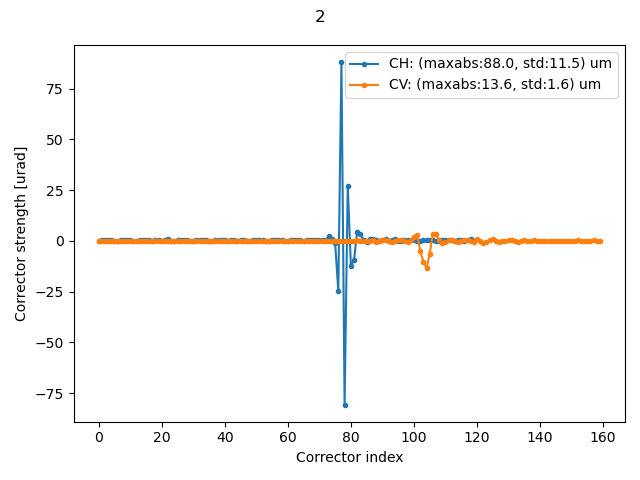 2
CH: (maxabs:88.0, std:11.5) um
CV: (maxabs:13.6, std:1.6) um
75
50
25
0
−25
−50
−75
Corrector strength [urad]
0 20 40 60 80 100 120 140 160
Corrector index